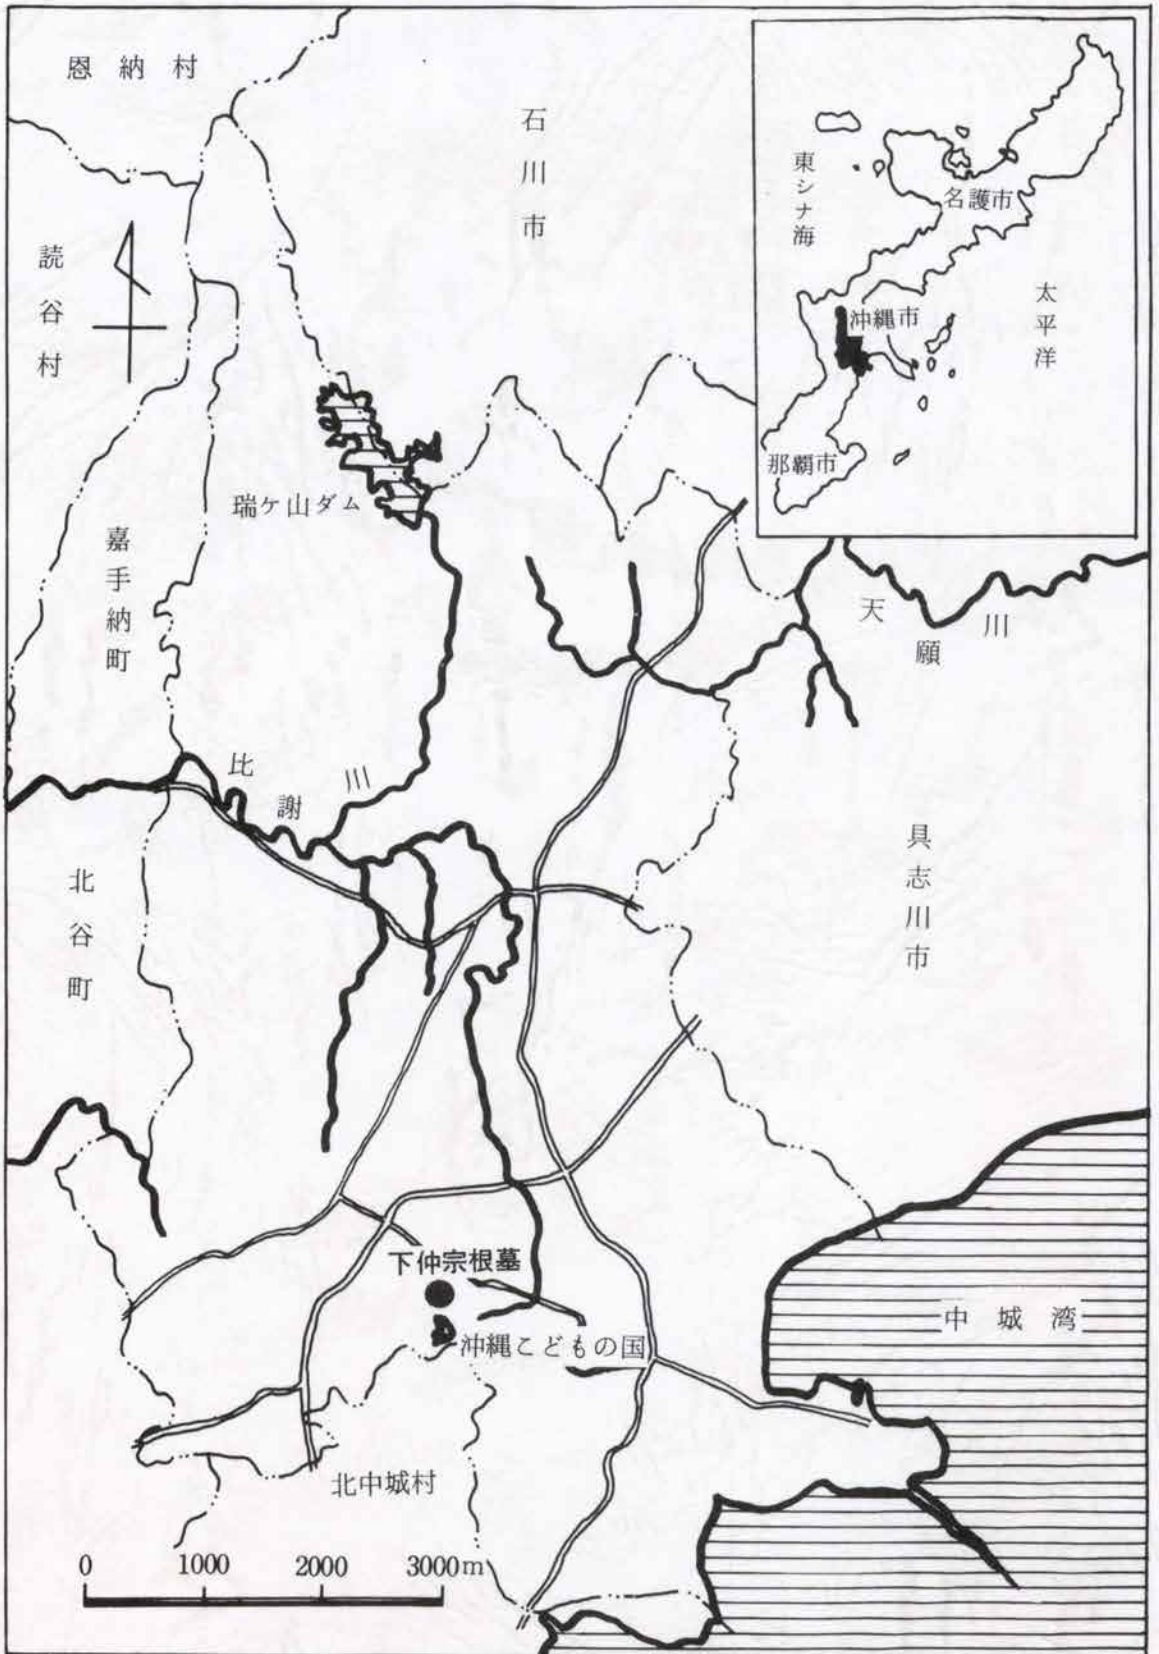 恩納村
石川市
読谷村
東シナ海
名護市
太平洋
沖縄市
那覇市
瑞ケ山ダム
嘉手納町
天願川
比謝川
具志川市
北谷町
下仲宗根墓
沖縄こどもの国
中城湾
北中城村
0 1000 2000 3000m